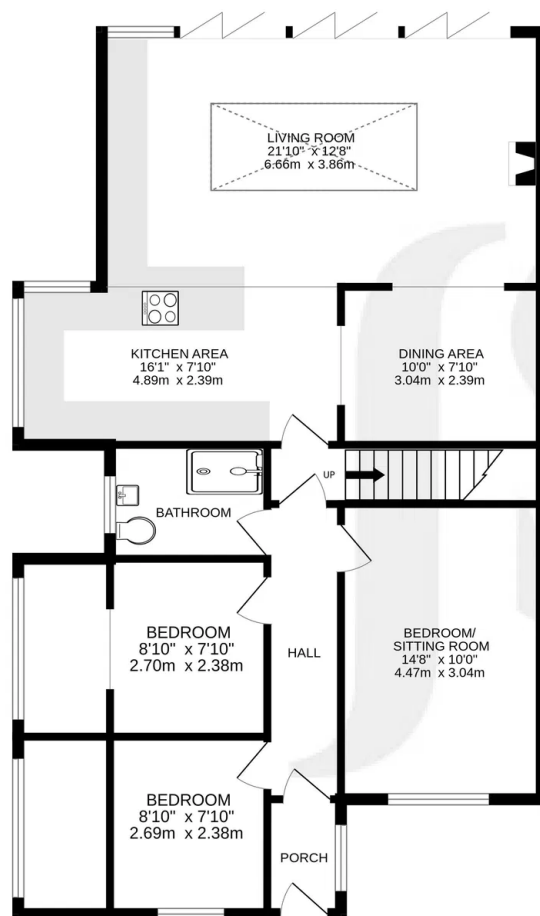 LIVING ROOM
21'10" x 12'8"
6.66m x 3.86m
KITCHEN AREA
16'1" x 7'10"
4.89m x 2.39m
DINING AREA
10'0" x 7'10"
3.04m x 2.39m
UP
BATHROOM
BEDROOM
8'10" x 7'10"
2.70m x 2.38m
HALL
BEDROOM/
SITTING ROOM
14'8" x 10'0"
4.47m x 3.04m
BEDROOM
8'10" x 7'10"
2.69m x 2.38m
PORCH